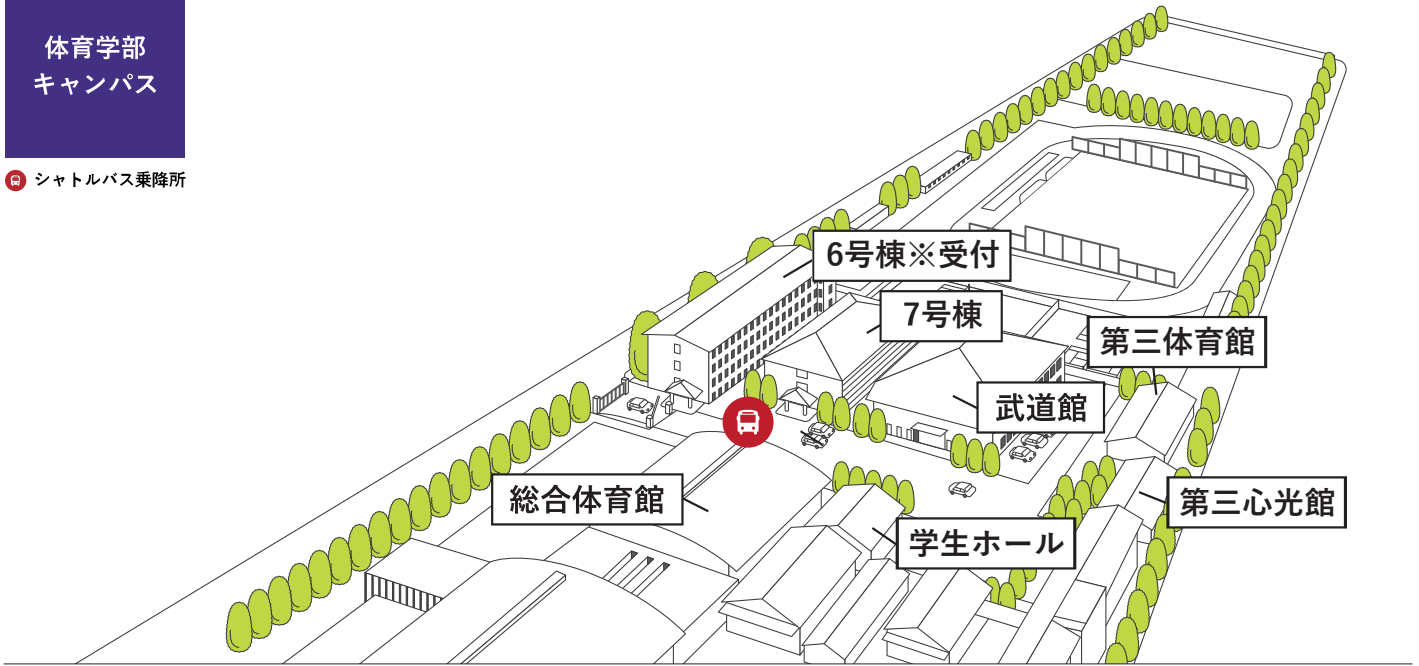 体育学部
キャンパス
シャトルバス乗降所
6号棟※受付
7号棟
第三体育館
武道館
総合体育館
第三心光館
学生ホール